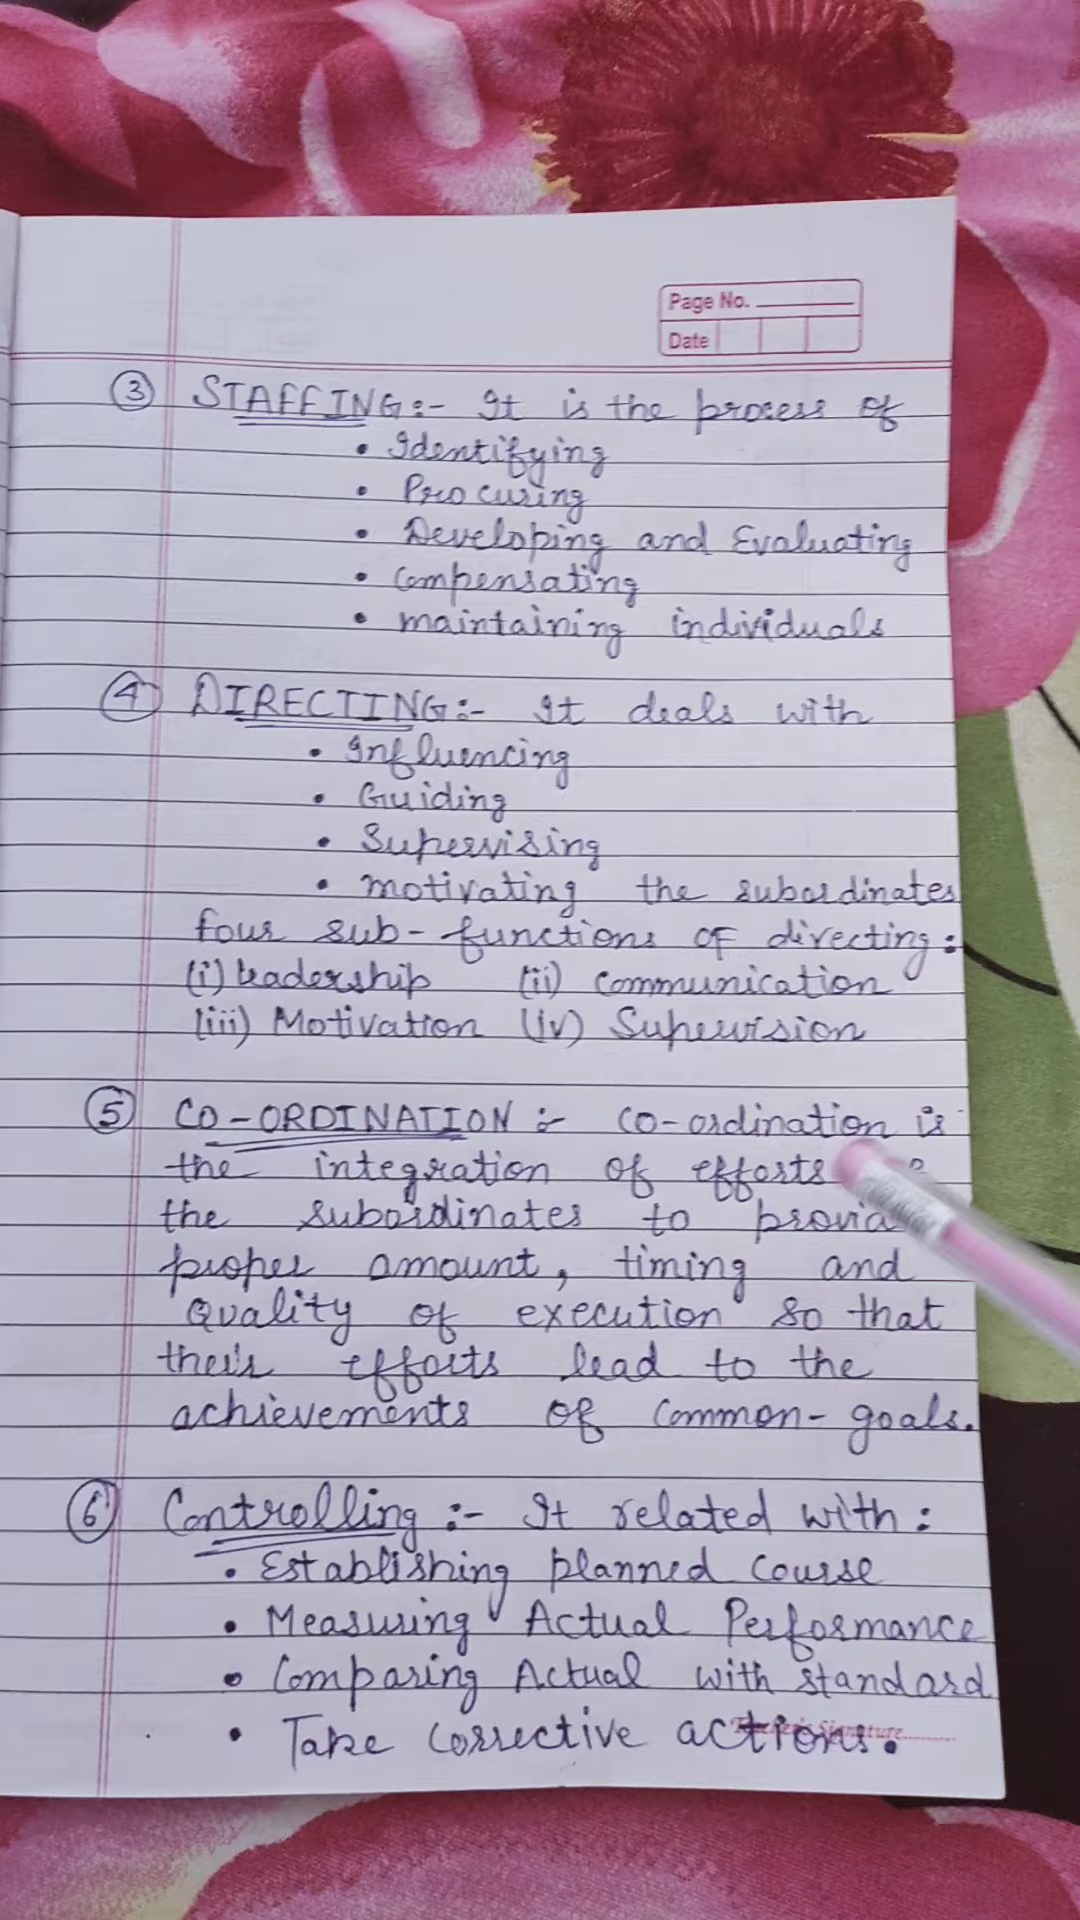 Page No.
Date
③ STAFFING:- It is the process of
• Identifying
• Procuring
• Developing and Evaluating
• Compensating
• maintaining individuals
④ DIRECTING:- It deals with
• Influencing
• Guiding
• Supervising
• motivating the subordinates
four sub-functions of directing:
(i) leadership (ii) Communication
(iii) Motivation (iv) Supervision
⑤ CO-ORDINATION :- Co-ordination is
the integration of efforts
the subordinates to
proper amount, timing and
Quality of execution so that
their efforts lead to the
achievements of common-goals.
⑥ Controlling :- It related with:
• Establishing planned Course
• Measuring Actual Performance
• Comparing Actual with standard
• Take corrective actions.
Teacher's Signature